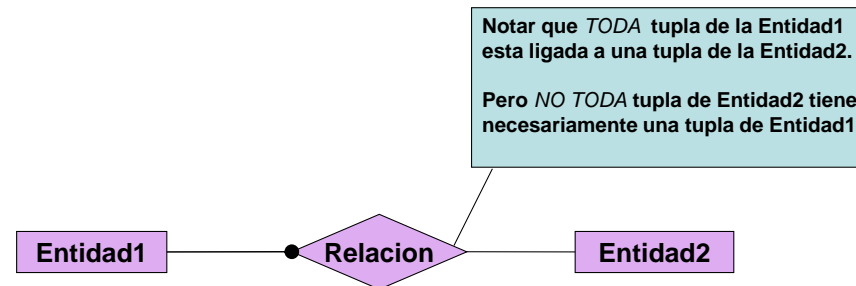 Notar que TODA tupla de la Entidad1
esta ligada a una tupla de la Entidad2.
Pero NO TODA tupla de Entidad2 tiene
necesariamente una tupla de Entidad1
Entidad1
Relacion
Entidad2